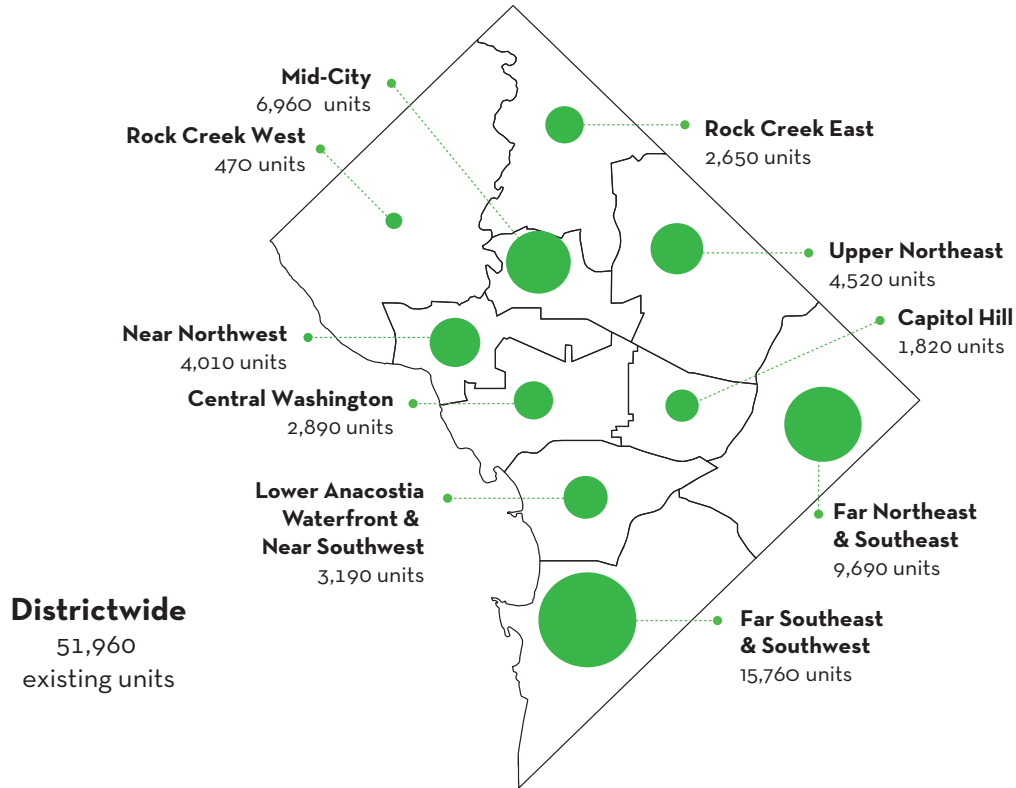 Mid-City
6,960 units
Rock Creek West
470 units
Rock Creek East
2,650 units
Upper Northeast
4,520 units
Capitol Hill
1,820 units
Near Northwest
4,010 units
Central Washington
2,890 units
Lower Anacostia
Waterfront &
Near Southwest
3,190 units
Far Northeast
& Southeast
9,690 units
Districtwide
51,960
existing units
Far Southeast
& Southwest
15,760 units